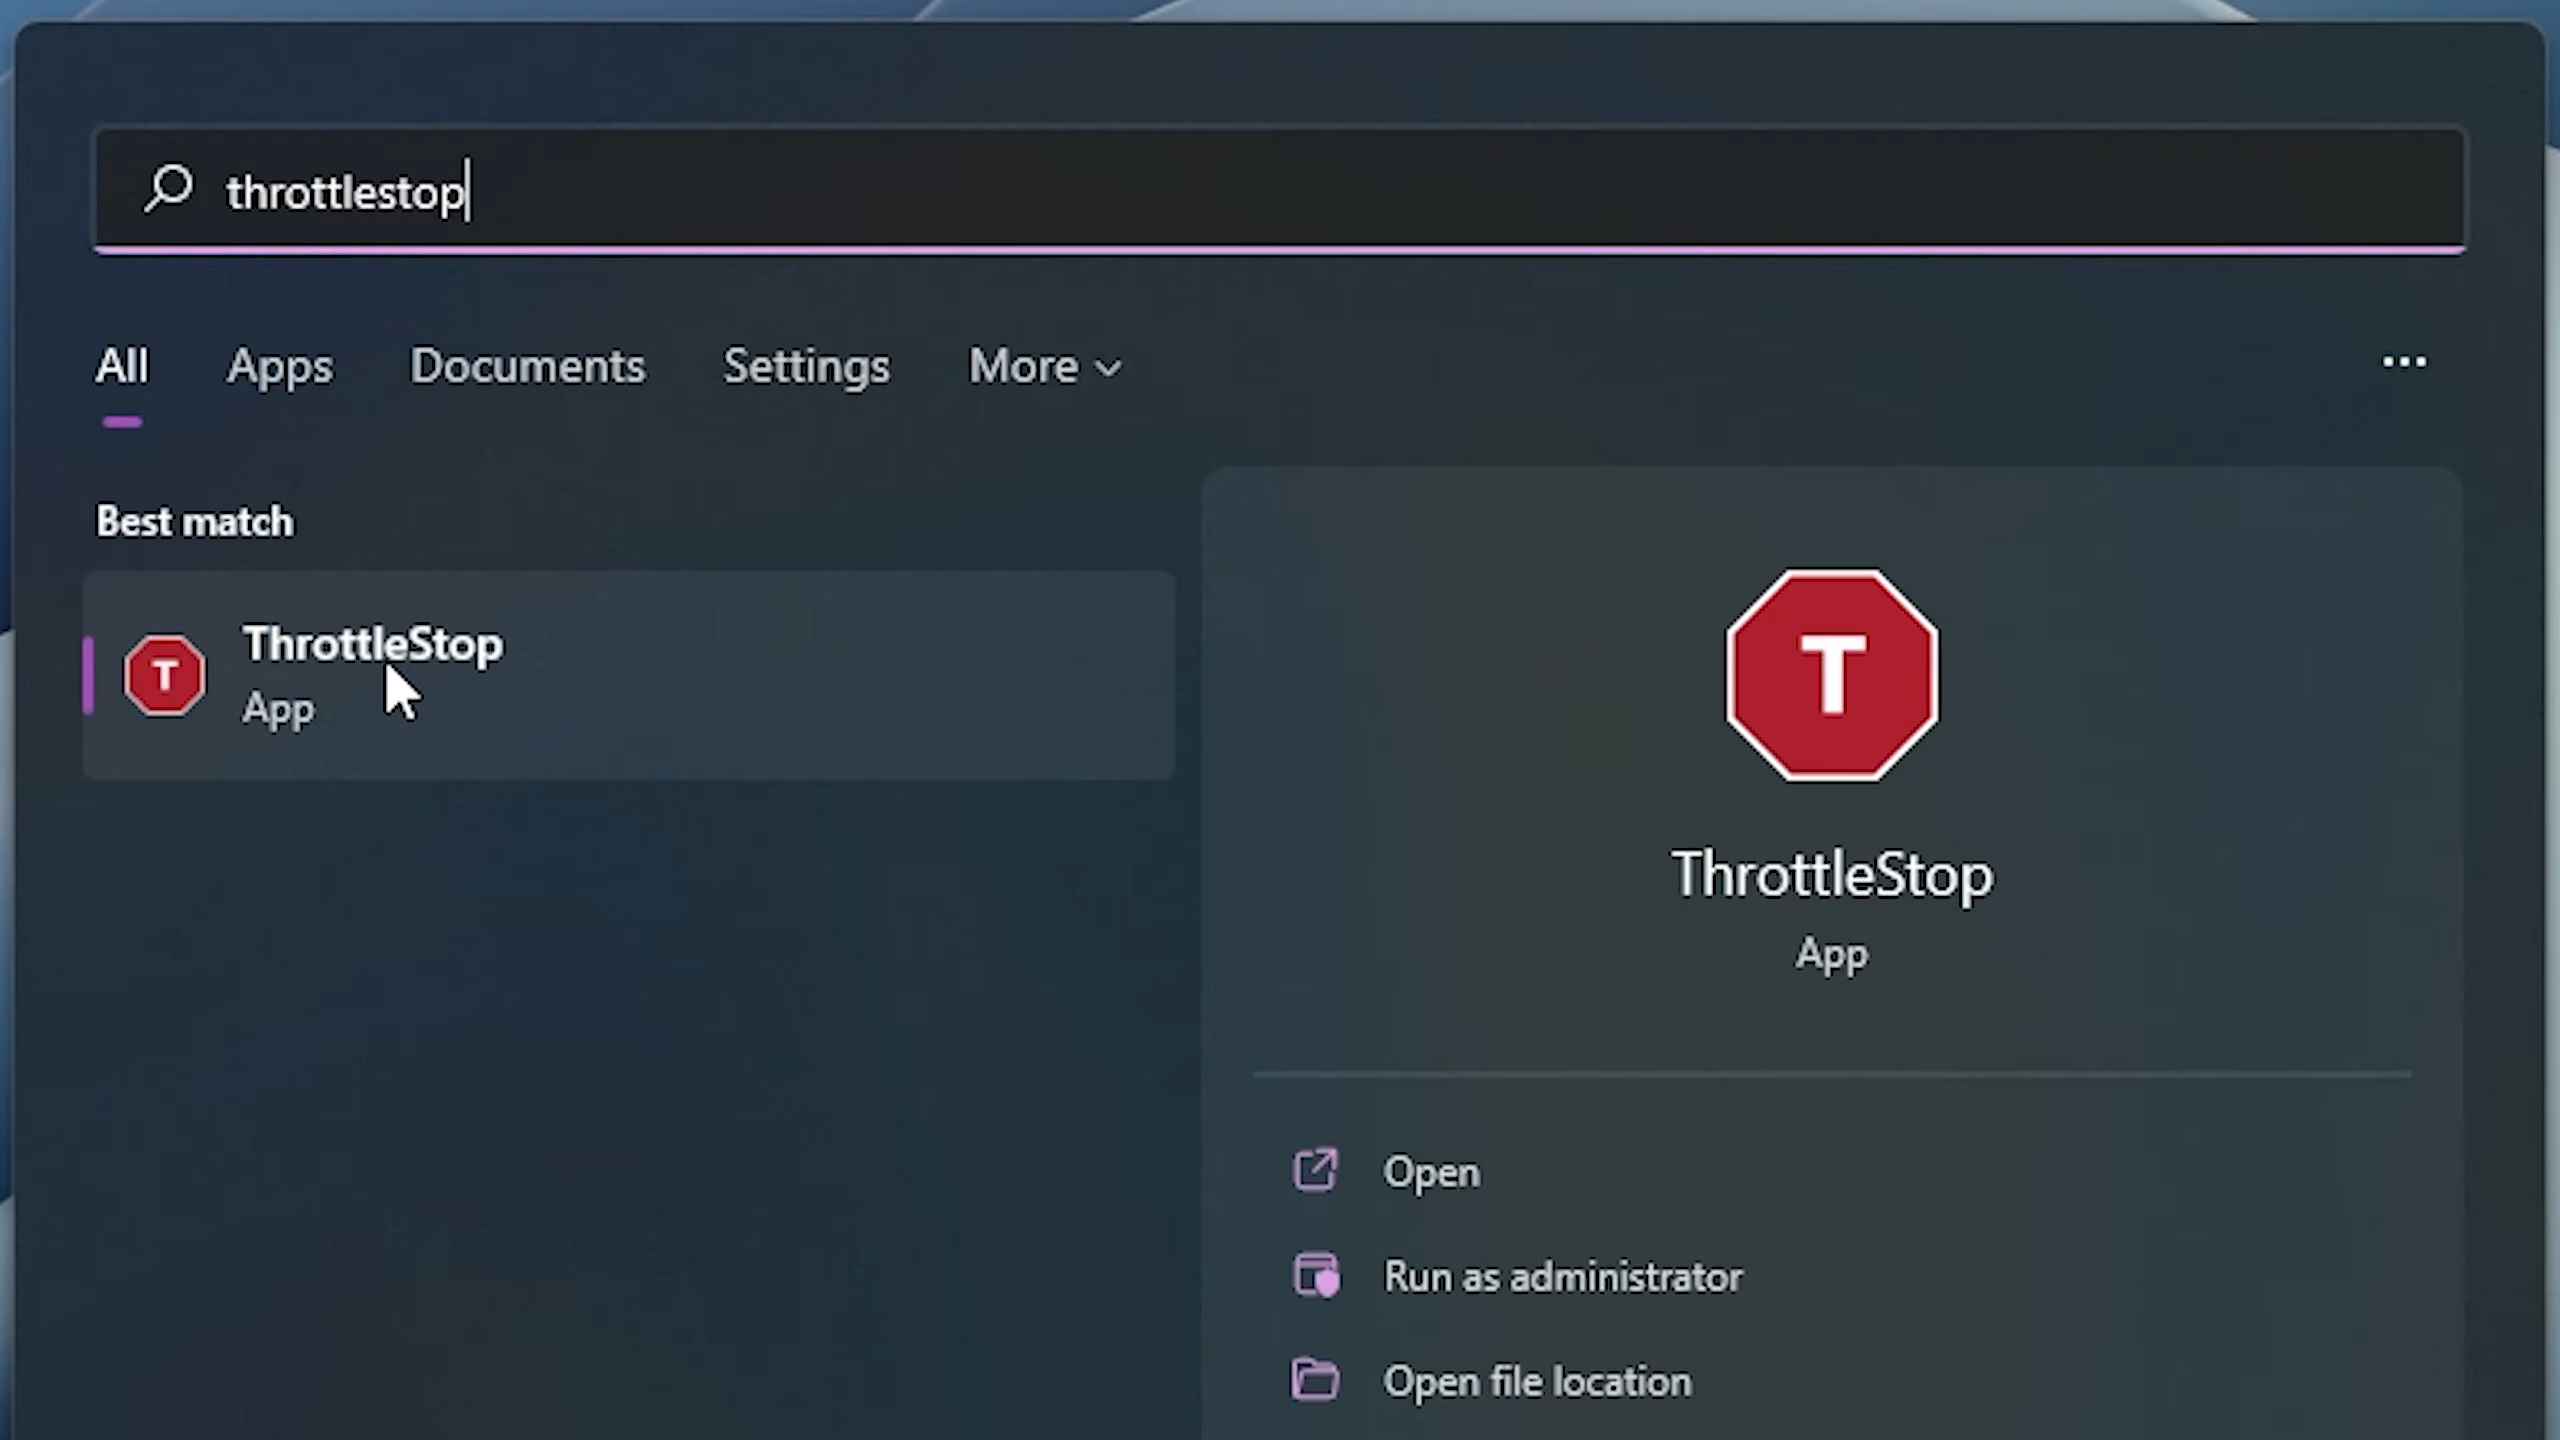 throttlestop
All Apps Documents Settings More
Best match
T
ThrottleStop
App
T
ThrottleStop
App
Open
Run as administrator
Open file location